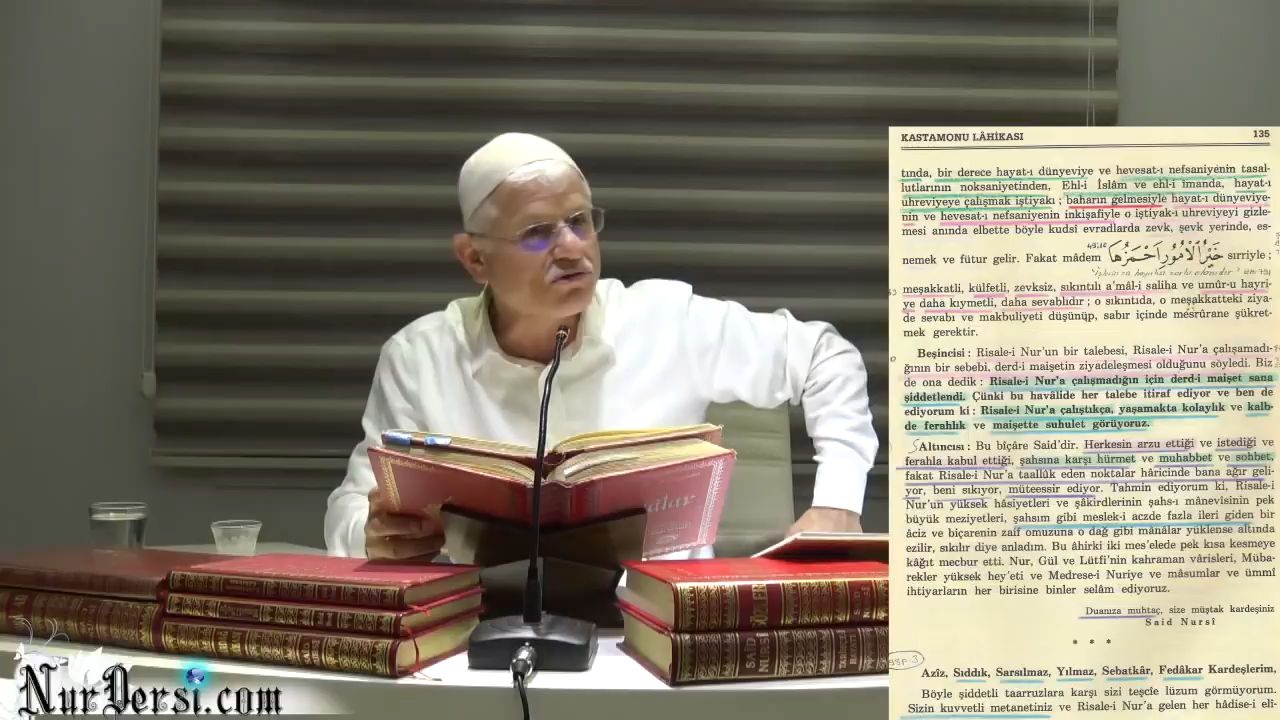 KASTAMONU LÂHİKASI 135
tında, bir derece hayat-ı dünyeviye ve hevesat-ı nefsaniyenin tasal-
lutlarının noksaniyetinden, Ehl-i İslâm ve ehl-i imanda, hayat-ı
uhreviyeye çalışmak iştiyakı ; baharın gelmesiyle hayat-ı dünyeviye-
nin ve hevesat-ı nefsaniyenin inkişafiyle o iştiyak-ı uhreviyeyi gizle-
mesi anında elbette böyle kudsî evradlarda zevk, şevk yerinde, es-
nemek ve fütur gelir. Fakat mâdem خَيْرُ الْاُمُورِ اَحْمَزُهَا sırriyle ;
meşakkatli, külfetli, zevksiz, sıkıntılı a'mâl-i saliha ve umûr-u hayri-
ye daha kıymetli, daha sevablıdır ; o sıkıntıda, o meşakkatteki ziya-
de sevabı ve makbuliyeti düşünüp, sabır içinde mesrûrane şükret-
mek gerektir.
Beşincisi : Risale-i Nur'un bir talebesi, Risale-i Nur'a çalışamadı-
ğının bir sebebi, derd-i maişetin ziyadeleşmesi olduğunu söyledi. Biz
de ona dedik : Risale-i Nur'a çalışmadığın için derd-i maişet sana
şiddetlendi. Çünki bu havâlide her talebe itiraf ediyor ve ben de
ediyorum ki : Risale-i Nur'a çalıştıkça, yaşamakta kolaylık ve kalb-
de ferahlık ve maişette suhulet görüyoruz.
Altıncısı : Bu bîçâre Said'dir. Herkesin arzu ettiği ve istediği ve
ferahla kabul ettiği, şahsına karşı hürmet ve muhabbet ve sohbet,
fakat Risale-i Nur'a taallûk eden noktalar hâricinde bana ağır geli-
yor, beni sıkıyor, müteessir ediyor. Tahmin ediyorum ki, Risale-i
Nur'un yüksek hâsiyetleri ve şâkirdlerinin şahs-ı mânevisinin pek
büyük meziyetleri, şahsım gibi meslek-i aczde fazla ileri giden bir
âciz ve biçarenin zaif omuzuna o dağ gibi mânâlar yüklense altında
ezilir, sıkılır diye anladım. Bu âhirki iki mes'elede pek kısa kesmeye
kâğıt mecbur etti. Nur, Gül ve Lütfi'nin kahraman vârisleri, Müba-
rekler yüksek hey'eti ve Medrese-i Nuriye ve mâsumlar ve ümmî
ihtiyarların her birisine binler selâm ediyoruz.
Duanıza muhtaç, size müştak kardeşiniz
Said Nursî
* * *
Azîz, Sıddık, Sarsılmaz, Yılmaz, Sebatkâr, Fedâkar Kardeşlerim,
Böyle şiddetli taarruzlara karşı sizi teşcîe lüzum görmüyorum.
Sizin kuvvetli metanetiniz ve Risale-i Nur'a gelen her hâdise-i eli-
SAİD NURSÎ
SÖZLER
NurDersi.com